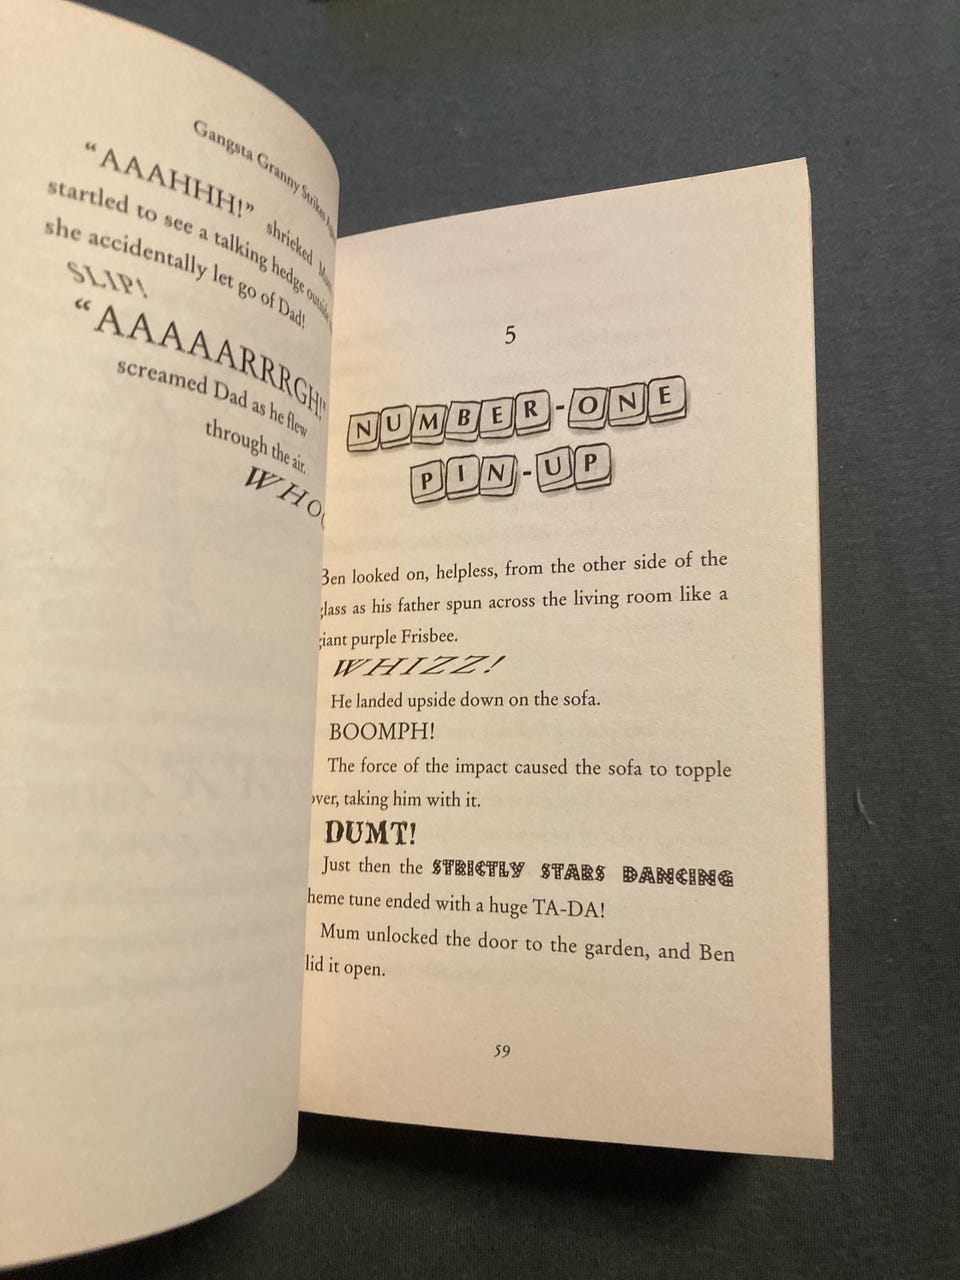 Gangsta Granny Strikes
“AAAHHH!” shrieked
startled to see a talking hedge outside
she accidentally let go of Dad!
SLIP!
“AAAAARRRGH!”
screamed Dad as he flew
through the air.
5
NUMBER-ONE
PIN-UP
Ben looked on, helpless, from the other side of the
glass as his father spun across the living room like a
giant purple Frisbee.
WHIZZ!
He landed upside down on the sofa.
BOOMPH!
The force of the impact caused the sofa to topple
over, taking him with it.
DUMT!
Just then the STRICTLY STARS DANCING
theme tune ended with a huge TA-DA!
Mum unlocked the door to the garden, and Ben
slid it open.
59